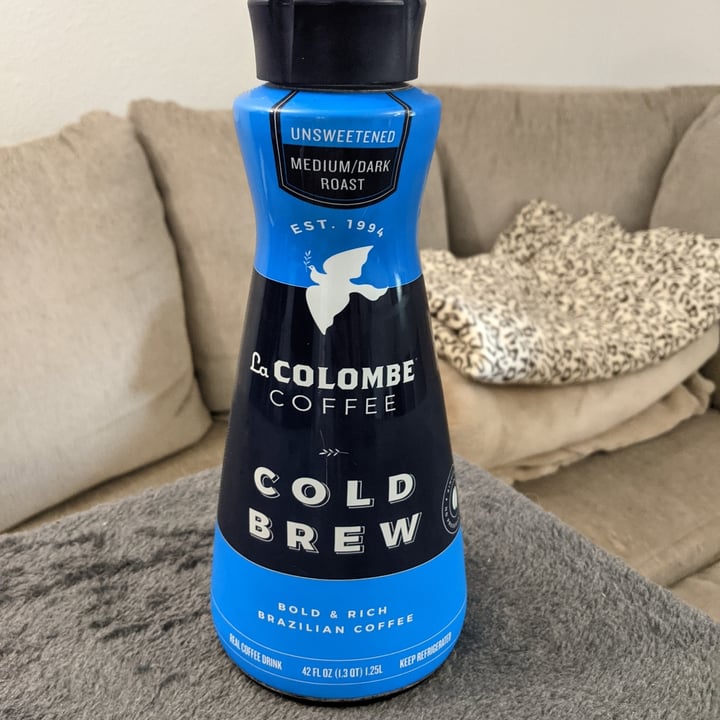 UNSWEETENED
MEDIUM/DARK
ROAST
EST. 1994
La COLOMBE
COFFEE
COLD
BREW
BOLD & RICH
BRAZILIAN COFFEE
REAL COFFEE DRINK
42 FL OZ (1.3 QT) 1.25L
KEEP REFRIGERATED